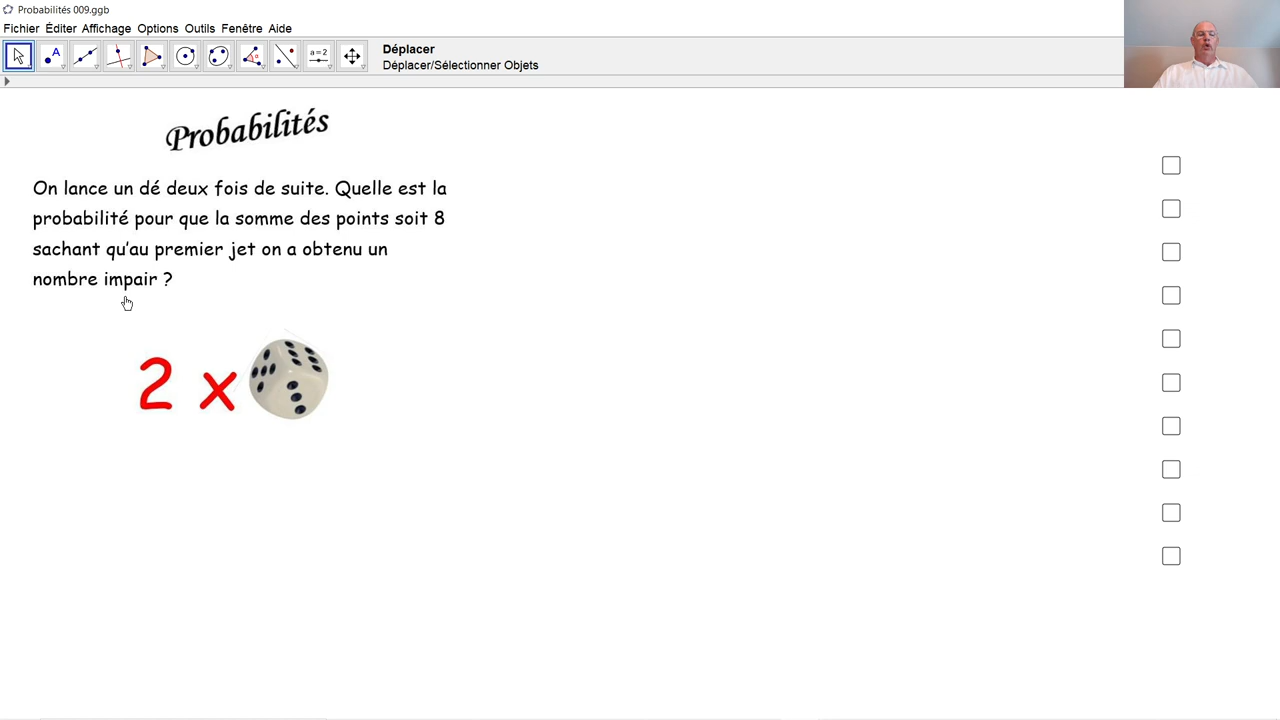 Probabilités 009.ggb
Fichier Éditer Affichage Options Outils Fenêtre Aide
A
a=2
Déplacer
Déplacer/Sélectionner Objets
Probabilités
On lance un dé deux fois de suite. Quelle est la
probabilité pour que la somme des points soit 8
sachant qu'au premier jet on a obtenu un
nombre impair ?
2 x